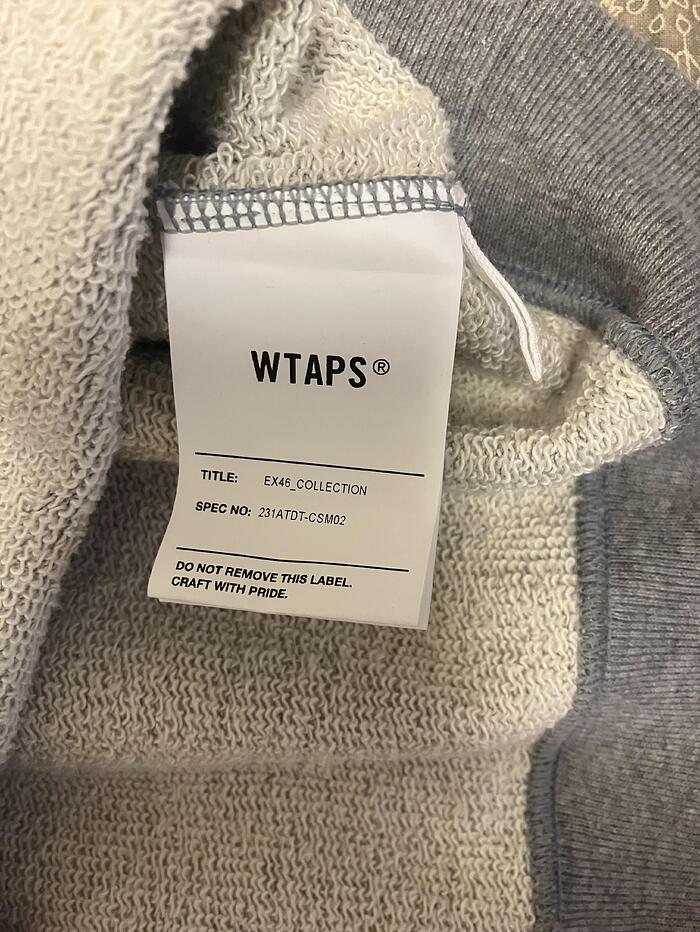 WTAPS®
TITLE: EX46_COLLECTION
SPEC NO: 231ATDT-CSM02
DO NOT REMOVE THIS LABEL.
CRAFT WITH PRIDE.